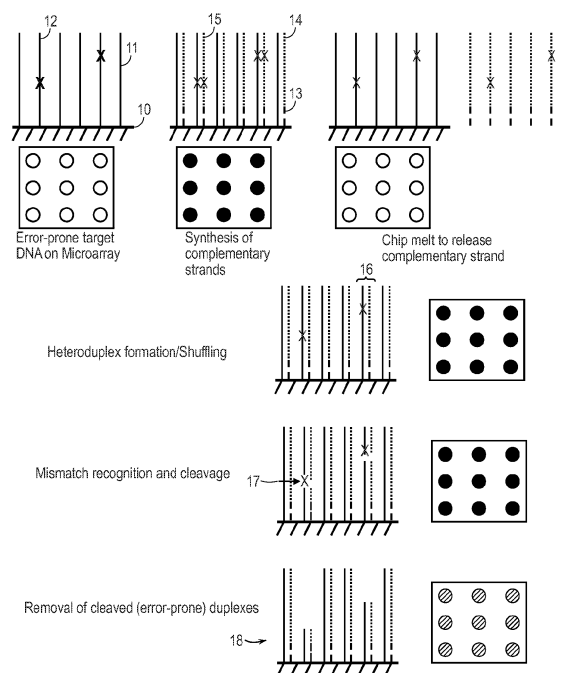 12
15
14
11
13
10
Error-prone target
DNA on Microarray
Synthesis of
complementary
strands
Chip melt to release
complementary strand
16
Heteroduplex formation/Shuffling
Mismatch recognition and cleavage
17
Removal of cleaved (error-prone) duplexes
18